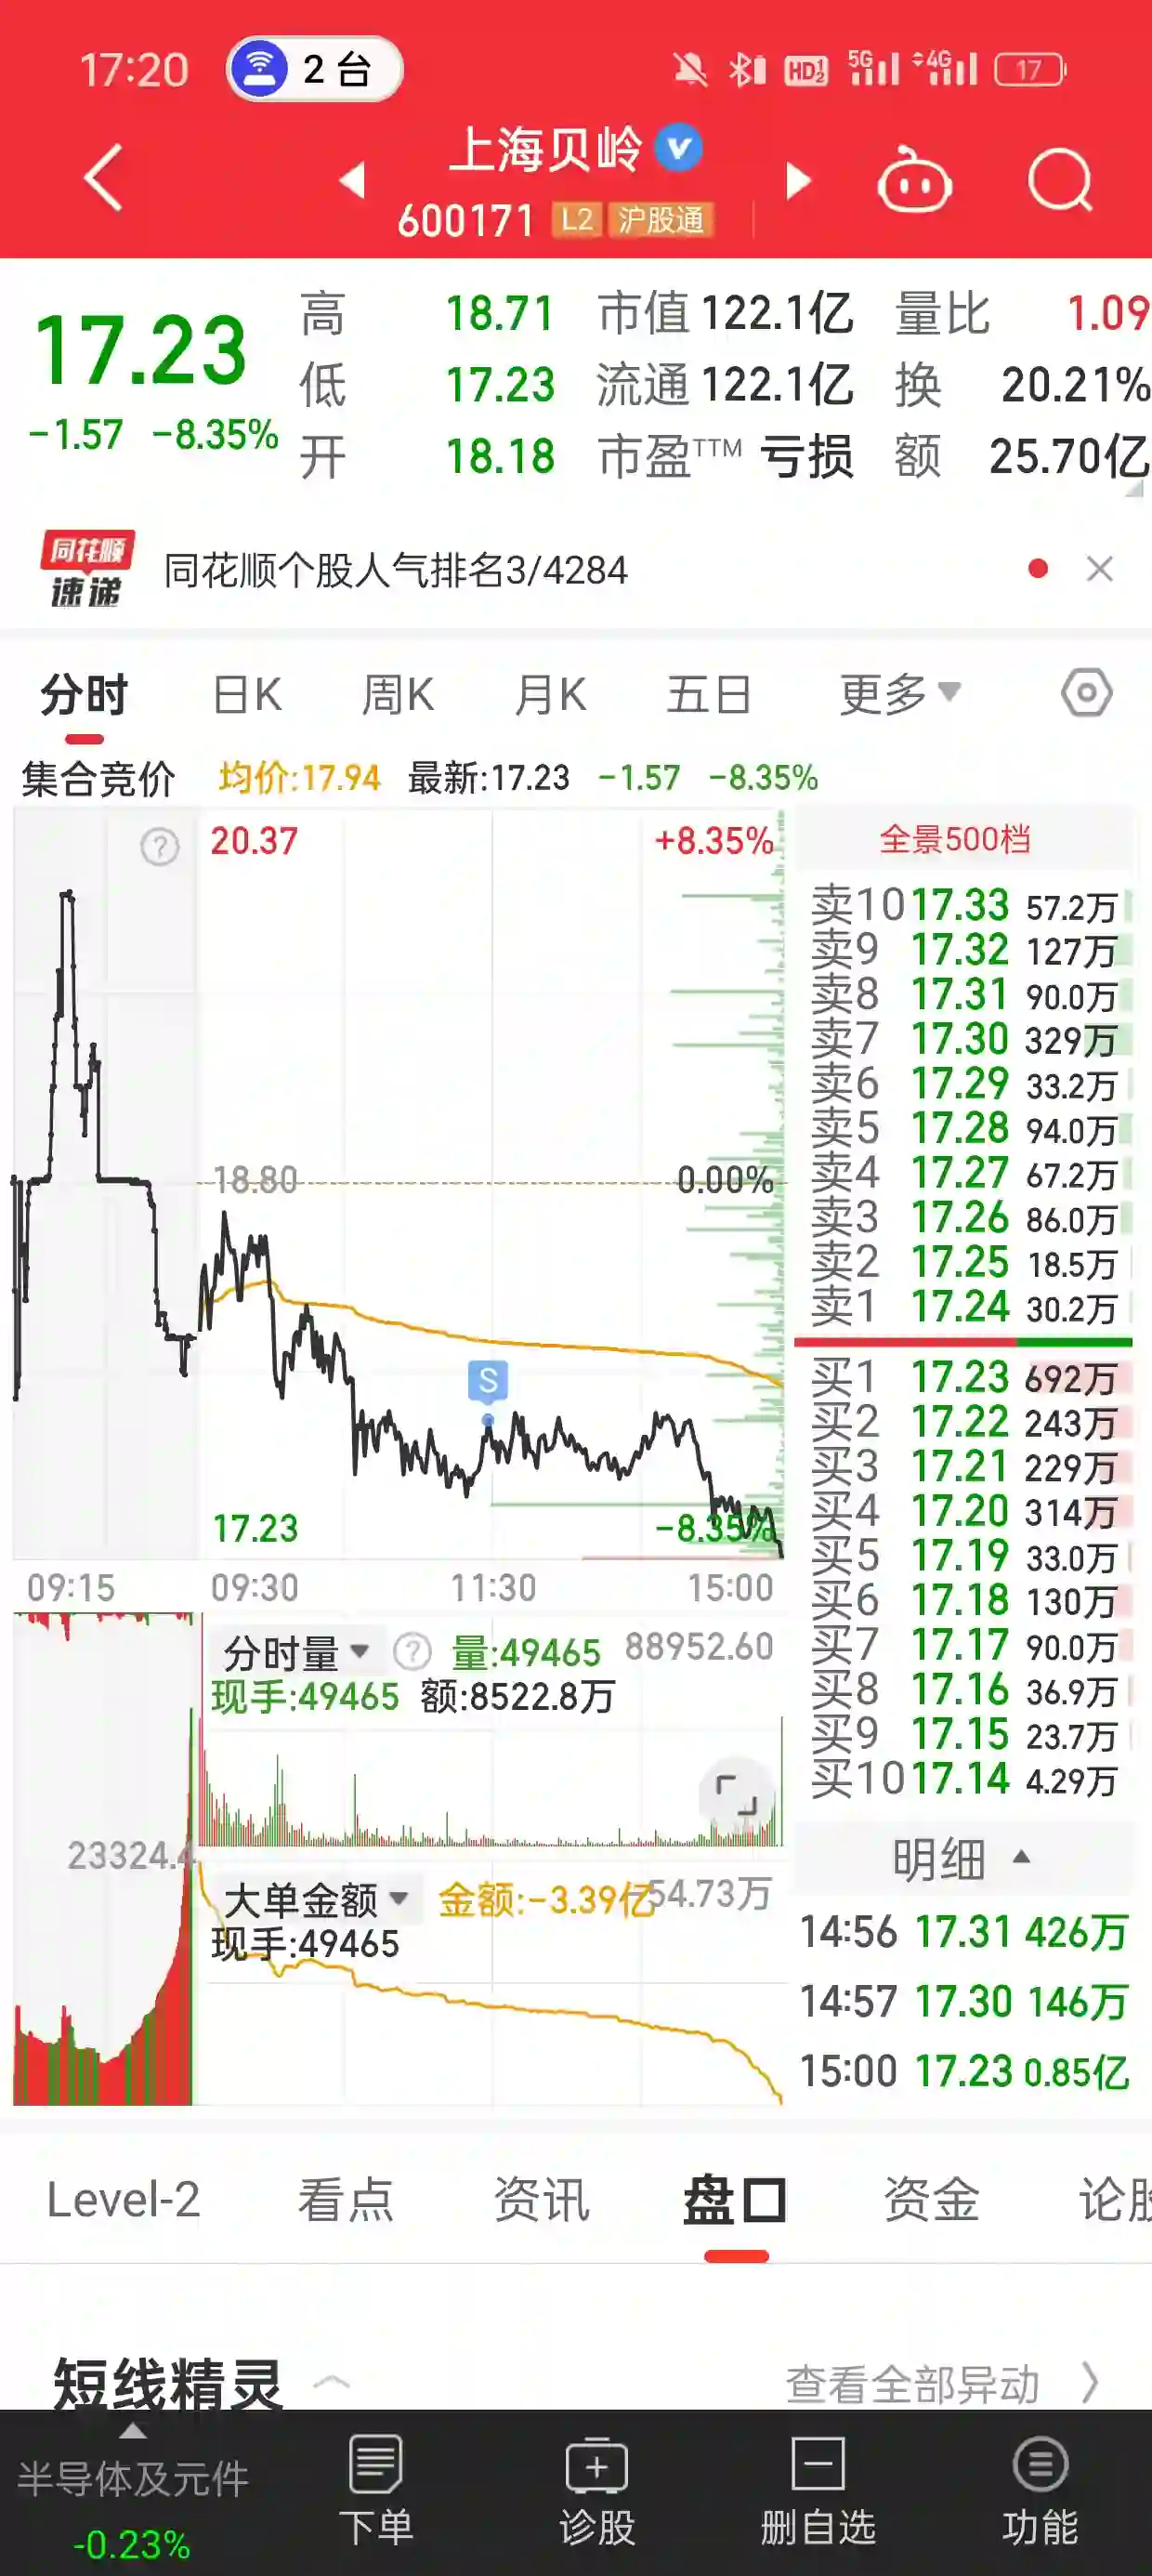 17:20 2 台 HD 1 2 5G 4G 17
上海贝岭
600171 L2 沪股通
17.23
-1.57 -8.35%
高 18.71 市值 122.1亿 量比 1.09
低 17.23 流通 122.1亿 换 20.21%
开 18.18 市盈TTM 亏损 额 25.70亿
同花顺
速递
同花顺个股人气排名3/4284
分时 日K 周K 月K 五日 更多
集合竞价 均价:17.94 最新:17.23 -1.57 -8.35%
? 20.37 +8.35%
18.80 0.00%
S
17.23 -8.35%
09:15 09:30 11:30 15:00
分时量 ? 量:49465 88952.60
现手:49465 额:8522.8万
23324.4
大单金额 金额:-3.39亿 54.73万
现手:49465
全景500档
卖10 17.33 57.2万
卖9 17.32 127万
卖8 17.31 90.0万
卖7 17.30 329万
卖6 17.29 33.2万
卖5 17.28 94.0万
卖4 17.27 67.2万
卖3 17.26 86.0万
卖2 17.25 18.5万
卖1 17.24 30.2万
买1 17.23 692万
买2 17.22 243万
买3 17.21 229万
买4 17.20 314万
买5 17.19 33.0万
买6 17.18 130万
买7 17.17 90.0万
买8 17.16 36.9万
买9 17.15 23.7万
买10 17.14 4.29万
明细
14:56 17.31 426万
14:57 17.30 146万
15:00 17.23 0.85亿
Level-2 看点 资讯 盘口 资金 论股
短线精灵 查看全部异动
半导体及元件
-0.23%
下单 诊股 删自选 功能